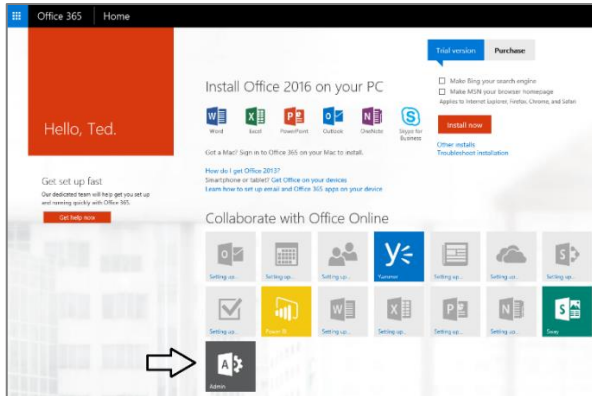 Office 365 Home
Trial version Purchase
Make Bing your search engine
Make MSN your browser homepage
Applies to Internet Explorer, Firefox, Chrome, and Safari
Install Office 2016 on your PC
Install now
Word Excel PowerPoint Outlook OneNote Skype for Business
Other installs
Troubleshoot installation
Got a Mac? Sign in to Office 365 on your Mac to install.
How do I get Office 2013?
Smartphone or tablet? Get Office on your devices
Learn how to set up email and Office 365 apps on your device
Hello, Ted.
Get set up fast
Our dedicated team will help get you set up
and running quickly with Office 365.
Get help now
Collaborate with Office Online
Setting up... Setting up... Setting up... Yammer Setting up... Setting up... Setting up...
Setting up... Power BI Setting up... Setting up... Setting up... Setting up... Sway
Admin